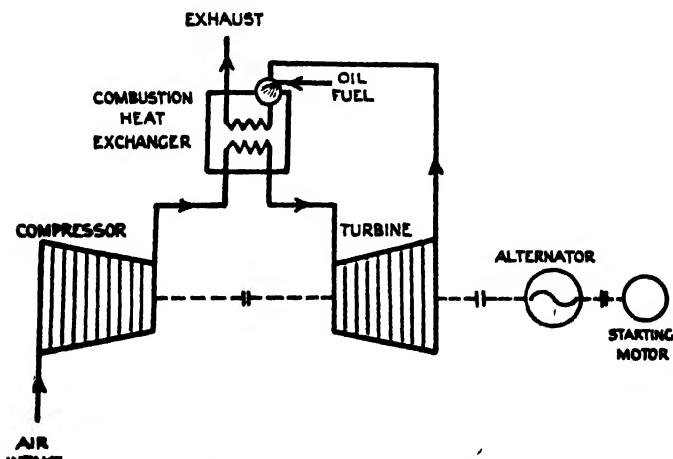 EXHAUST
OIL
FUEL
COMBUSTION
HEAT
EXCHANGER
COMPRESSOR
TURBINE
ALTERNATOR
STARTING
MOTOR
AIR